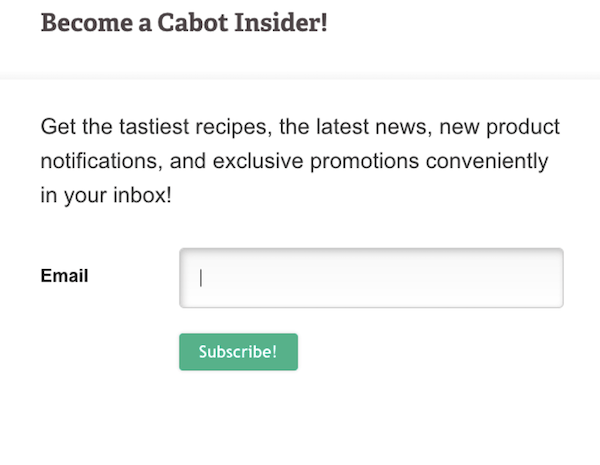 Become a Cabot Insider!
Get the tastiest recipes, the latest news, new product
notifications, and exclusive promotions conveniently
in your inbox!
Email
Subscribe!